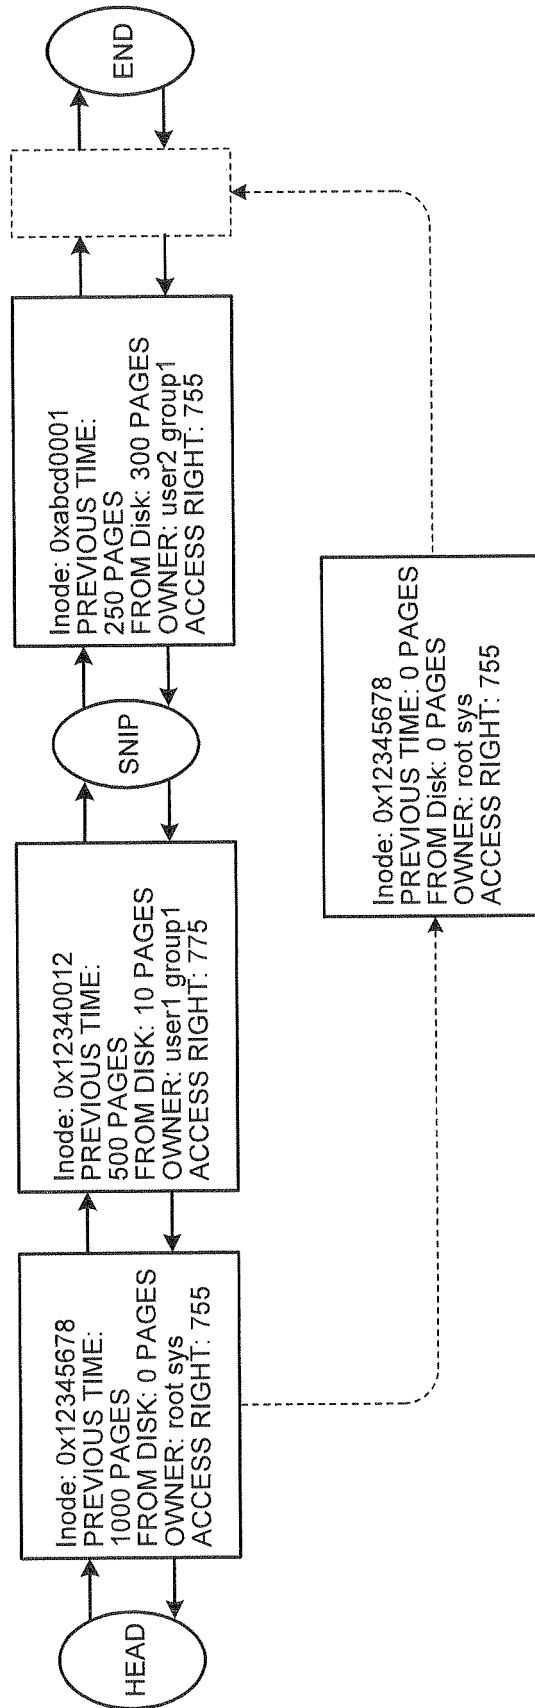 HEAD
Inode: 0x12345678
PREVIOUS TIME:
1000 PAGES
FROM DISK: 0 PAGES
OWNER: root sys
ACCESS RIGHT: 755
Inode: 0x12340012
PREVIOUS TIME:
500 PAGES
FROM DISK: 10 PAGES
OWNER: user1 group1
ACCESS RIGHT: 775
SNIP
Inode: 0xabcd0001
PREVIOUS TIME:
250 PAGES
FROM Disk: 300 PAGES
OWNER: user2 group1
ACCESS RIGHT: 755
END
Inode: 0x12345678
PREVIOUS TIME: 0 PAGES
FROM Disk: 0 PAGES
OWNER: root sys
ACCESS RIGHT: 755